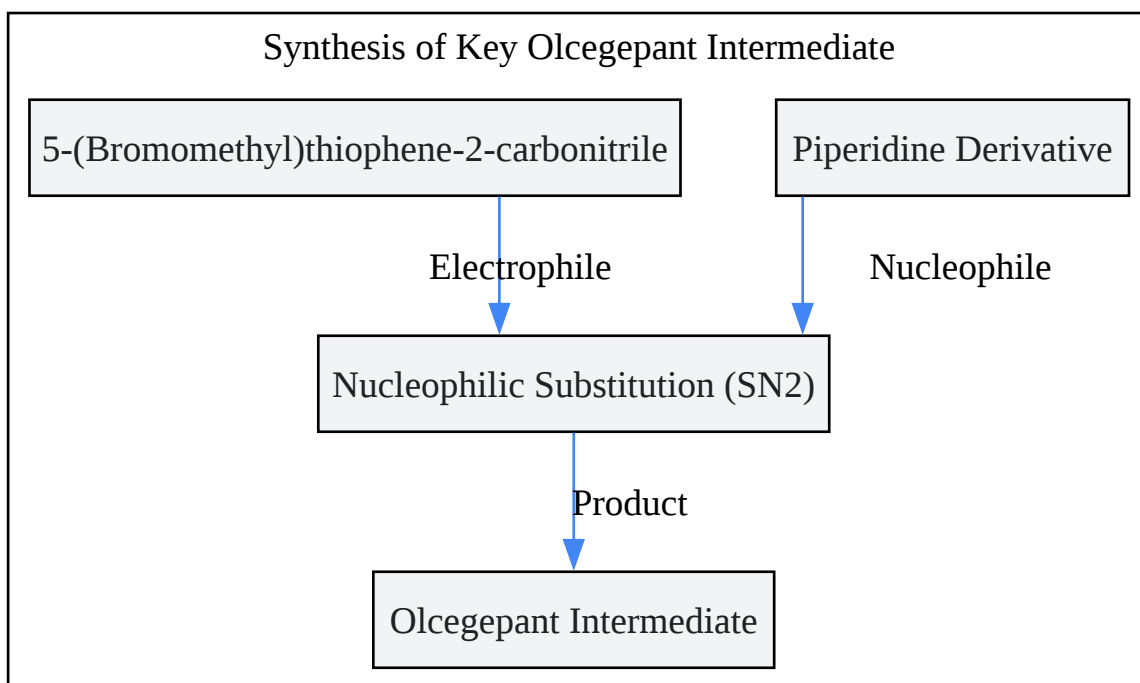 Synthesis of Key Olcegepant Intermediate
5-(Bromomethyl)thiophene-2-carbonitrile
Piperidine Derivative
Electrophile
Nucleophile
Nucleophilic Substitution (SN2)
Product
Olcegepant Intermediate